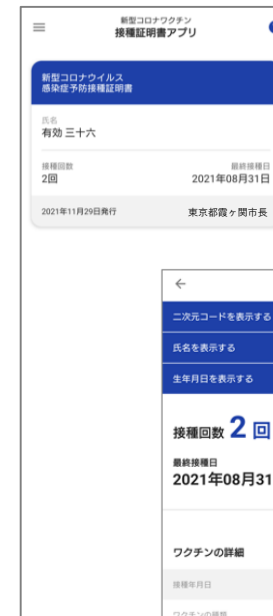 新型コロナワクチン
接種証明書アプリ
新型コロナウイルス
感染症予防接種証明書
氏名
有効 三十六
接種回数
最終接種日
2回
2021年08月31日
2021年11月29日発行
東京都霞ヶ関市長
二次元コードを表示する
氏名を表示する
生年月日を表示する
接種回数 2 回
最終接種日
2021年08月31
ワクチンの詳細
接種年月日
ワクチンの種類